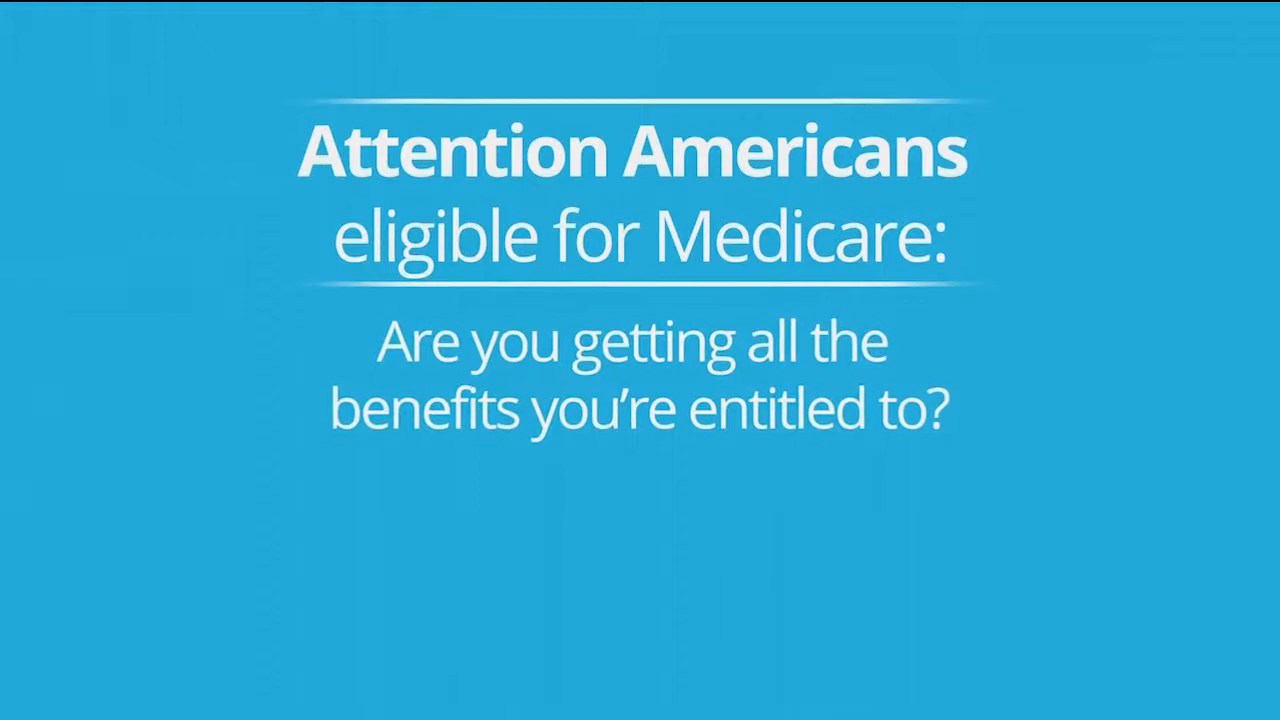 Attention Americans
eligible for Medicare:
Are you getting all the
benefits you’re entitled to?